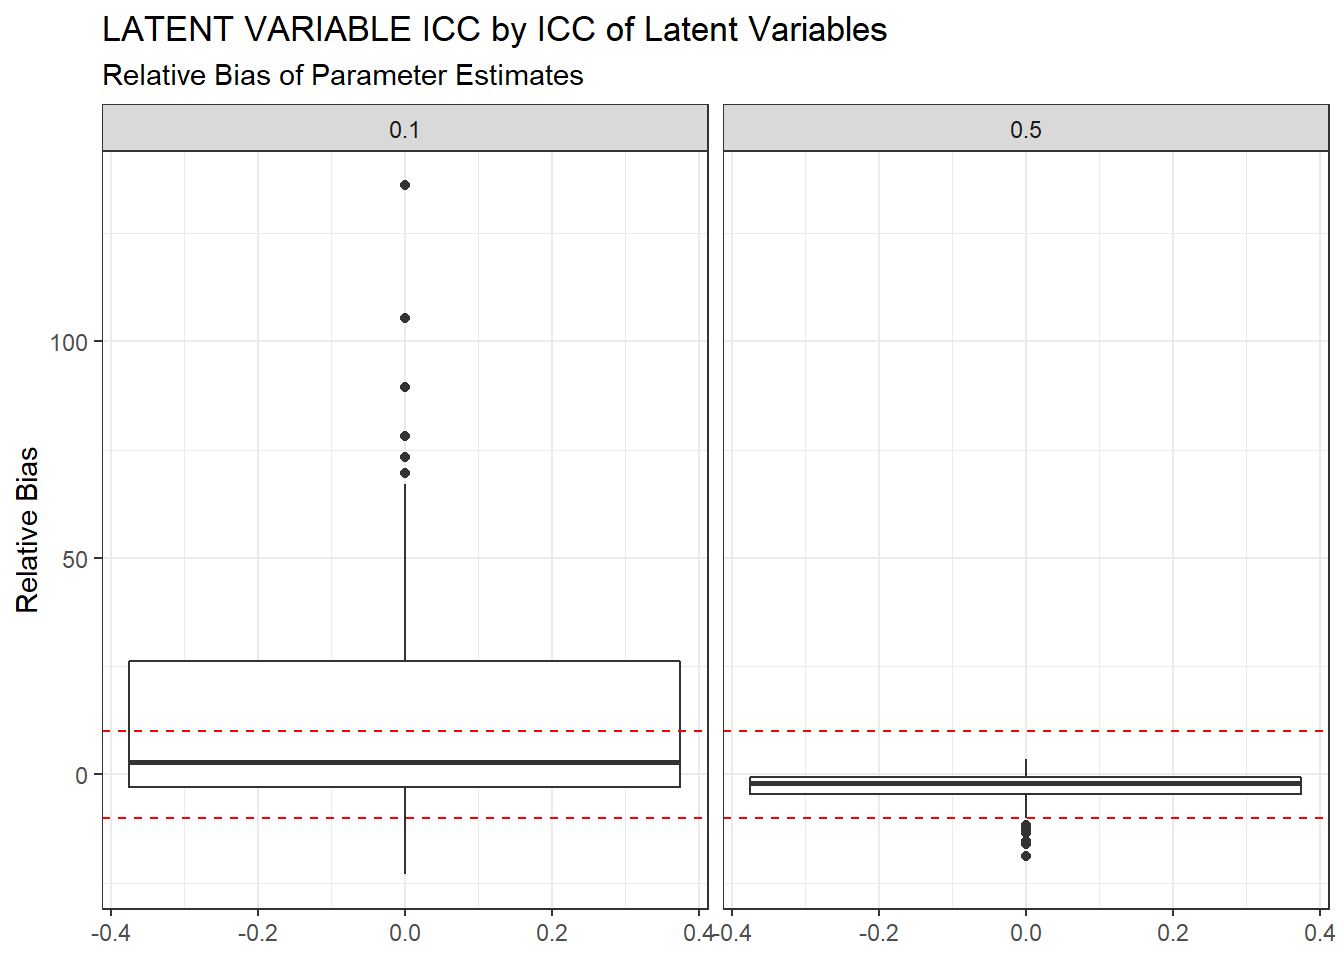 LATENT VARIABLE ICC by ICC of Latent Variables
Relative Bias of Parameter Estimates
0.1 0.5
Relative Bias
100
50
0
-0.4 -0.2 0.0 0.2 0.4 -0.4 -0.2 0.0 0.2 0.4